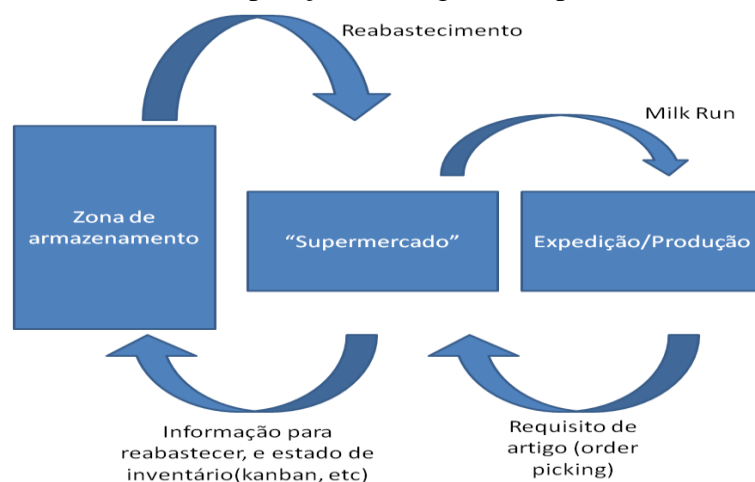 Reabastecimento
Milk Run
Zona de
armazenamento
“Supermercado”
Expedição/Produção
Informação para
reabastecer, e estado de
inventário(kanban, etc)
Requisito de
artigo (order
picking)